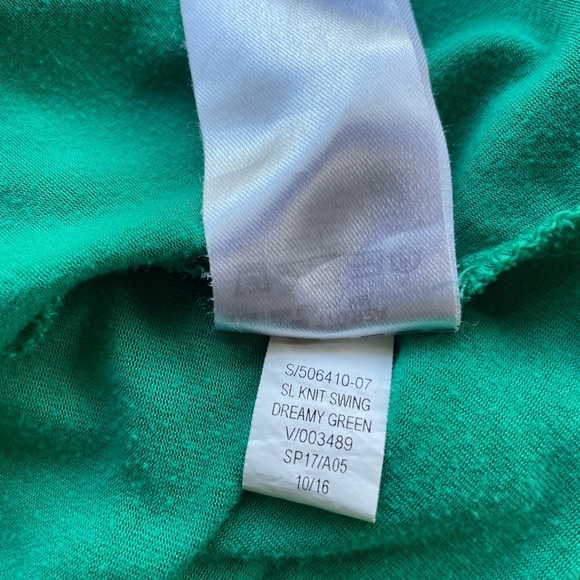 S/506410-07
SL KNIT SWING
DREAMY GREEN
V/003489
SP17/A05
10/16